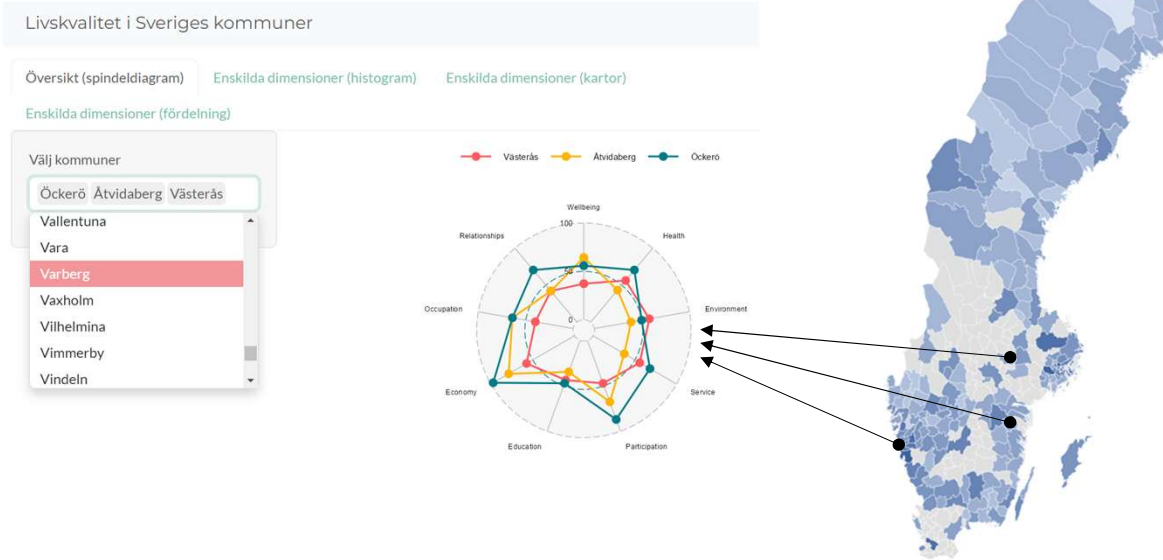 Livskvalitet i Sveriges kommuner
Översikt (spindeldiagram)
Enskilda dimensioner (histogram)
Enskilda dimensioner (kartor)
Enskilda dimensioner (fördelning)
Välj kommuner
Öckerö Åtvidaberg Västerås
Vallentuna
Vara
Varberg
Vaxholm
Vilhelmina
Vimmerby
Vindeln
Västerås Åtvidaberg Öckerö
Wellbeing
100
Relationships
Health
50
Occupation
Environment
0
Economy
Service
Education
Participation